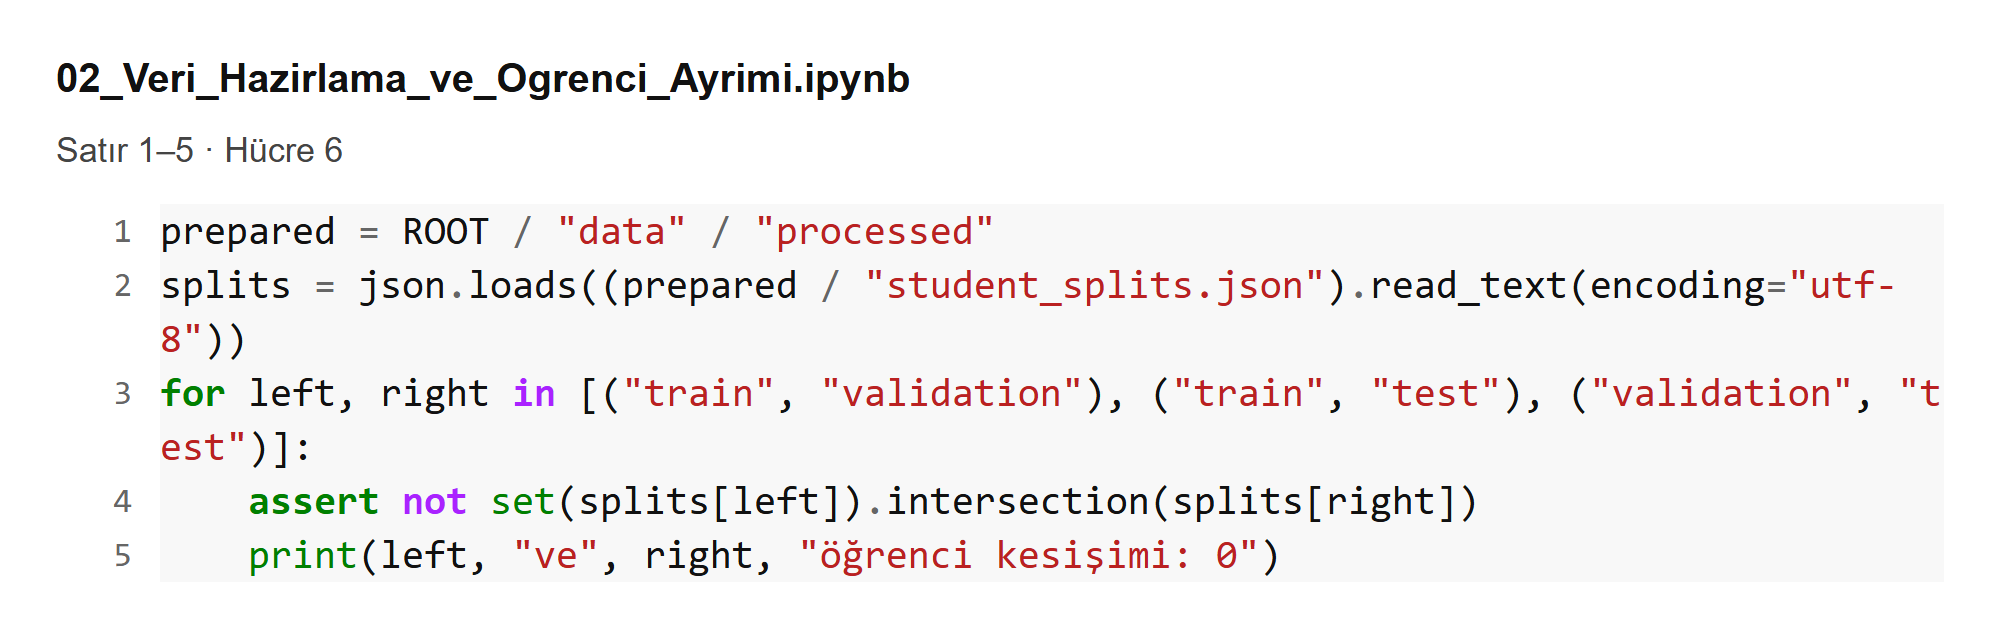 02_Veri_Hazirlama_ve_Ogrenci_Ayrimi.ipynb
Satır 1–5 · Hücre 6
1 prepared = ROOT / "data" / "processed"
2 splits = json.loads((prepared / "student_splits.json").read_text(encoding="utf-
8"))
3 for left, right in [("train", "validation"), ("train", "test"), ("validation", "t
est")]:
4     assert not set(splits[left]).intersection(splits[right])
5     print(left, "ve", right, "öğrenci kesişimi: 0")